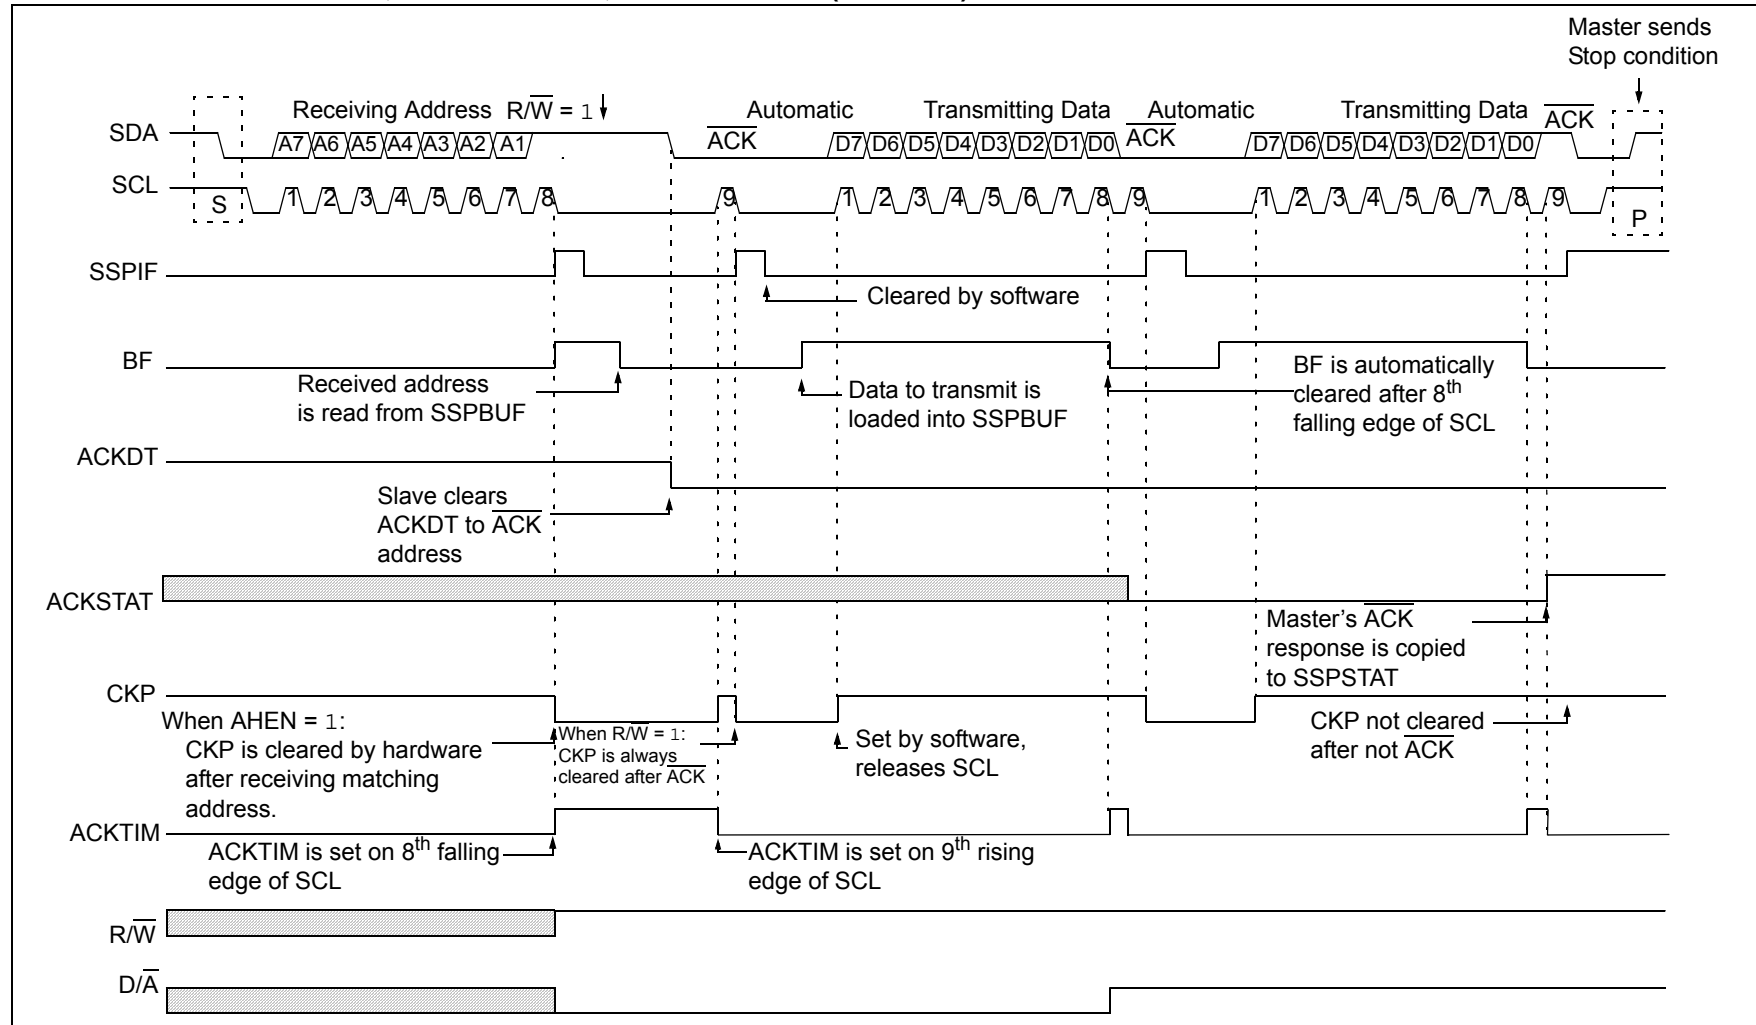 Master sends
Stop condition
Receiving Address R/W̅ = 1
Automatic
Transmitting Data
Automatic
Transmitting Data
A̅C̅K̅
SDA
A7 A6 A5 A4 A3 A2 A1
A̅C̅K̅
D7 D6 D5 D4 D3 D2 D1 D0
A̅C̅K̅
D7 D6 D5 D4 D3 D2 D1 D0
SCL
S
1 2 3 4 5 6 7 8
9
1 2 3 4 5 6 7 8 9
1 2 3 4 5 6 7 8 9
P
SSPIF
Cleared by software
BF
Received address
is read from SSPBUF
Data to transmit is
loaded into SSPBUF
BF is automatically
cleared after 8th
falling edge of SCL
ACKDT
Slave clears
ACKDT to A̅C̅K̅
address
ACKSTAT
Master's A̅C̅K̅
response is copied
to SSPSTAT
CKP
When AHEN = 1:
CKP is cleared by hardware
after receiving matching
address.
When R/W̅ = 1:
CKP is always
cleared after A̅C̅K̅
Set by software,
releases SCL
CKP not cleared
after not A̅C̅K̅
ACKTIM
ACKTIM is set on 8th falling
edge of SCL
ACKTIM is set on 9th rising
edge of SCL
R/W̅
D/A̅